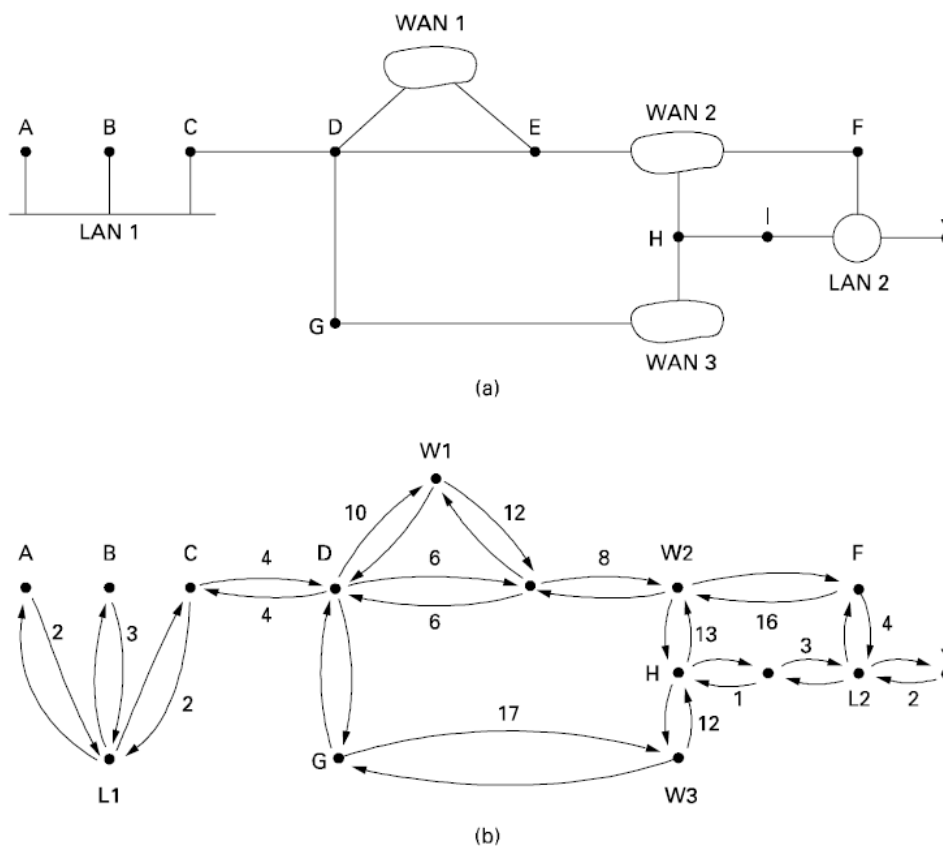 WAN 1
A B C D E WAN 2 F
LAN 1 H I LAN 2
G WAN 3
(a)
W1
10 12
A B C 4 D 6 8 W2 F
2 3 4 6 13 16 4
2 H 3
1 L2 2
17 12
G
L1 W3
(b)